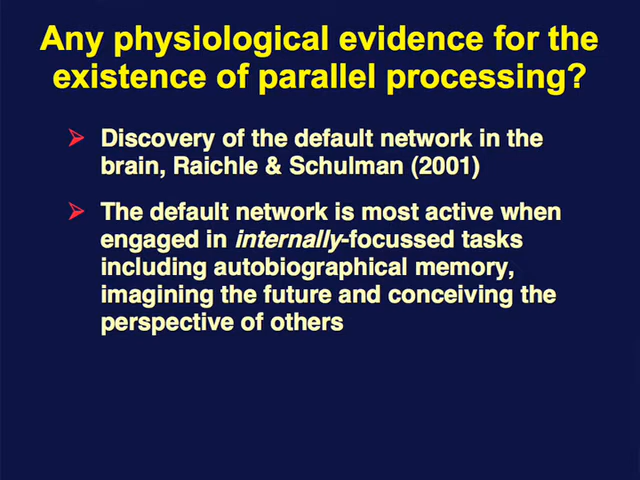 Any physiological evidence for the
existence of parallel processing?
Discovery of the default network in the
brain, Raichle & Schulman (2001)
The default network is most active when
engaged in internally-focussed tasks
including autobiographical memory,
imagining the future and conceiving the
perspective of others